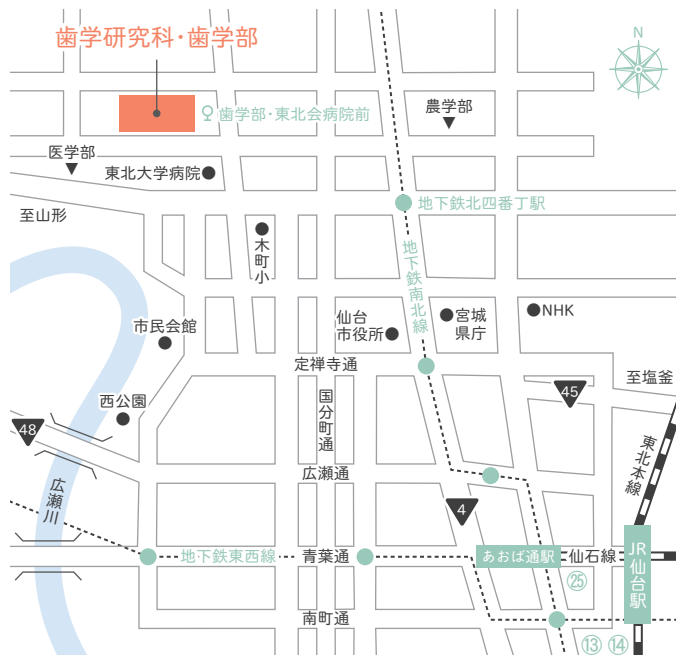 歯学研究科・歯学部
N
歯学部・東北会病院前
農学部
医学部
東北大学病院
至山形
地下鉄北四番丁駅
木町小
地下鉄南北線
市民会館
仙台
市役所
宮城
県庁
NHK
定禅寺通
至塩釜
45
西公園
国分町通
48
東北本線
広瀬通
広瀬川
4
地下鉄東西線
青葉通
あおば通駅
仙石線
JR仙台駅
㉕
南町通
⑬
⑭